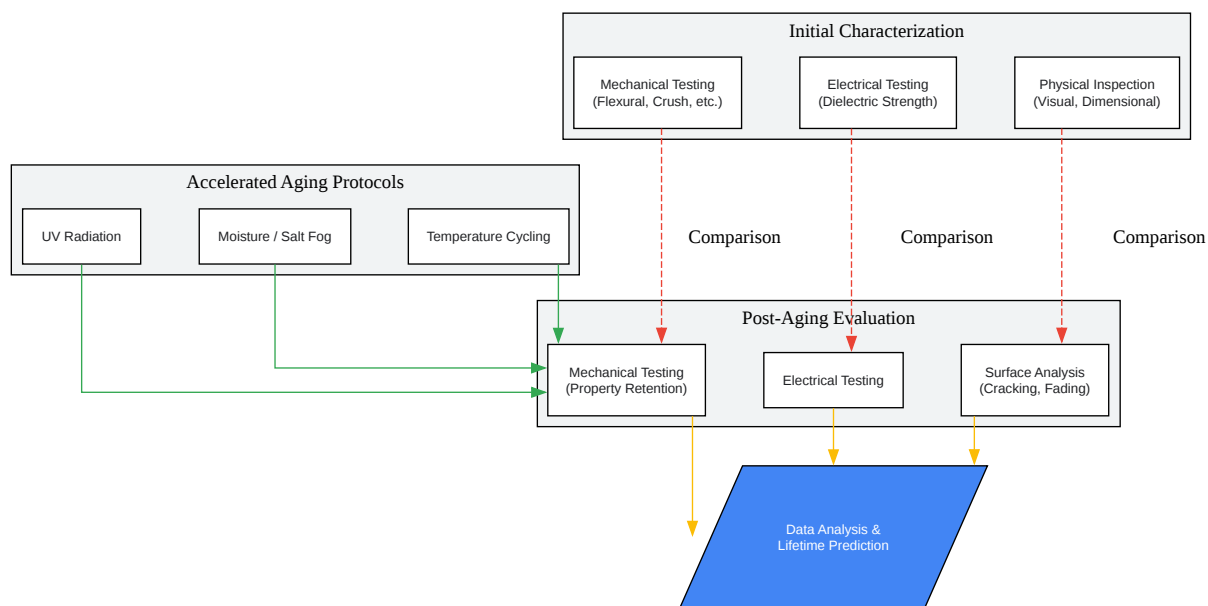 Initial Characterization
Mechanical Testing
(Flexural, Crush, etc.)
Electrical Testing
(Dielectric Strength)
Physical Inspection
(Visual, Dimensional)
Accelerated Aging Protocols
UV Radiation
Moisture / Salt Fog
Temperature Cycling
Comparison
Comparison
Comparison
Post-Aging Evaluation
Mechanical Testing
(Property Retention)
Electrical Testing
Surface Analysis
(Cracking, Fading)
Data Analysis &
Lifetime Prediction